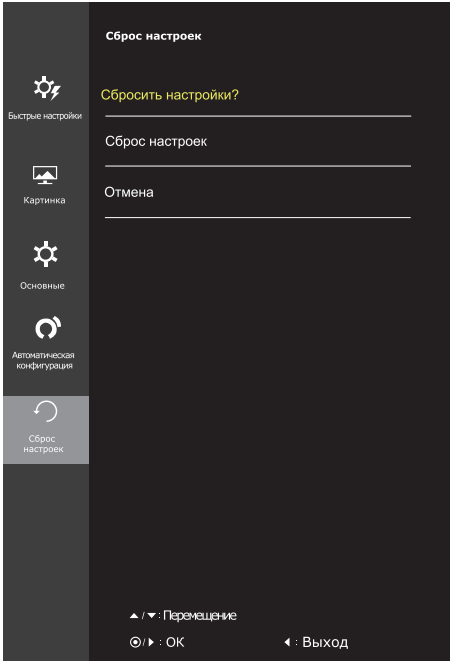 Сброс настроек
Быстрые настройки
Картинка
Основные
Автоматическая
конфигурация
Сброс
настроек
Сбросить настройки?
Сброс настроек
Отмена
▲ / ▼ : Перемещение
/ ▶ : OK
◀ : Выход